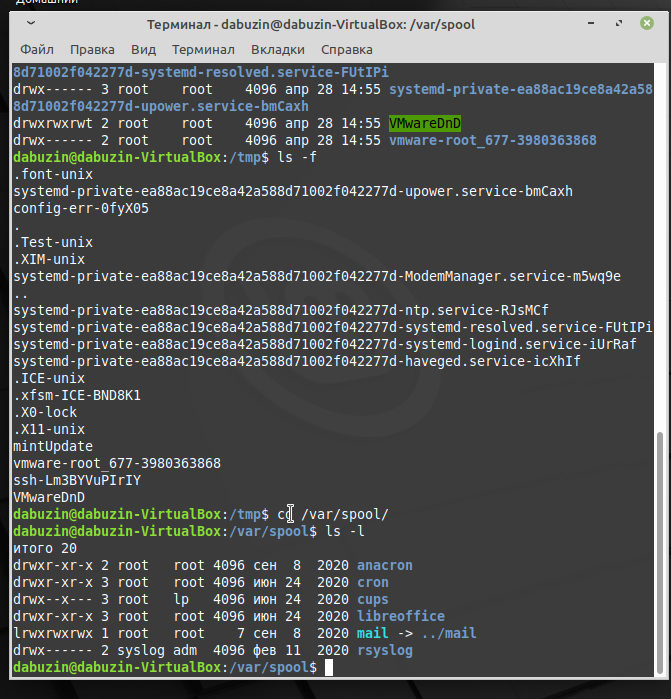 Домашний
Терминал - dabuzin@dabuzin-VirtualBox: /var/spool
Файл Правка Вид Терминал Вкладки Справка
8d71002f042277d-systemd-resolved.service-FUtIPi
drwx------ 3 root    root    4096 апр 28 14:55 systemd-private-ea88ac19ce8a42a58
8d71002f042277d-upower.service-bmCaxh
drwxrwxrwt 2 root    root    4096 апр 28 14:55 VMwareDnD
drwx------ 2 root    root    4096 апр 28 14:55 vmware-root_677-3980363868
dabuzin@dabuzin-VirtualBox:/tmp$ ls -f
.font-unix
systemd-private-ea88ac19ce8a42a588d71002f042277d-upower.service-bmCaxh
config-err-0fyX05
.
.Test-unix
.XIM-unix
systemd-private-ea88ac19ce8a42a588d71002f042277d-ModemManager.service-m5wq9e
..
systemd-private-ea88ac19ce8a42a588d71002f042277d-ntp.service-RJsMCf
systemd-private-ea88ac19ce8a42a588d71002f042277d-systemd-resolved.service-FUtIPi
systemd-private-ea88ac19ce8a42a588d71002f042277d-systemd-logind.service-iUrRaf
systemd-private-ea88ac19ce8a42a588d71002f042277d-haveged.service-icXhIf
.ICE-unix
.xfsm-ICE-BND8K1
.X0-lock
.X11-unix
mintUpdate
vmware-root_677-3980363868
ssh-Lm3BYVuPIrIY
VMwareDnD
dabuzin@dabuzin-VirtualBox:/tmp$ cd /var/spool/
dabuzin@dabuzin-VirtualBox:/var/spool$ ls -l
итого 20
drwxr-xr-x 2 root   root 4096 сен  8  2020 anacron
drwxr-xr-x 3 root   root 4096 июн 24  2020 cron
drwx--x--- 3 root   lp   4096 июн 24  2020 cups
drwxr-xr-x 3 root   root 4096 июн 24  2020 libreoffice
lrwxrwxrwx 1 root   root    7 сен  8  2020 mail -> ../mail
drwx------ 2 syslog adm  4096 фев 11  2020 rsyslog
dabuzin@dabuzin-VirtualBox:/var/spool$